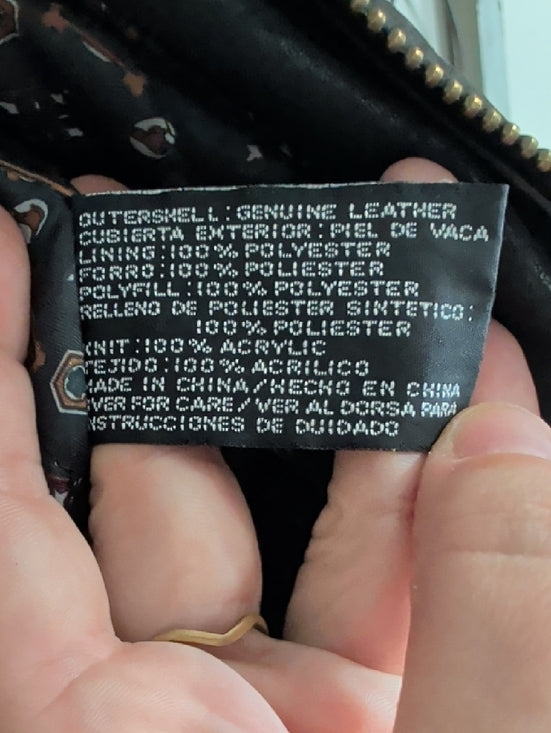 OUTERSHELL:GENUINE LEATHER
CUBIERTA EXTERIOR:PIEL DE VACA
LINING:100% POLYESTER
FORRO:100% POLIESTER
POLYFILL:100% POLYESTER
RELLENO DE POLIESTER SINTETICO:
100% POLIESTER
KNIT:100% ACRYLIC
TEJIDO:100% ACRILICO
MADE IN CHINA/HECHO EN CHINA
OVER FOR CARE/VER AL DORSA PARA
INSTRUCCIONES DE DUIDADO